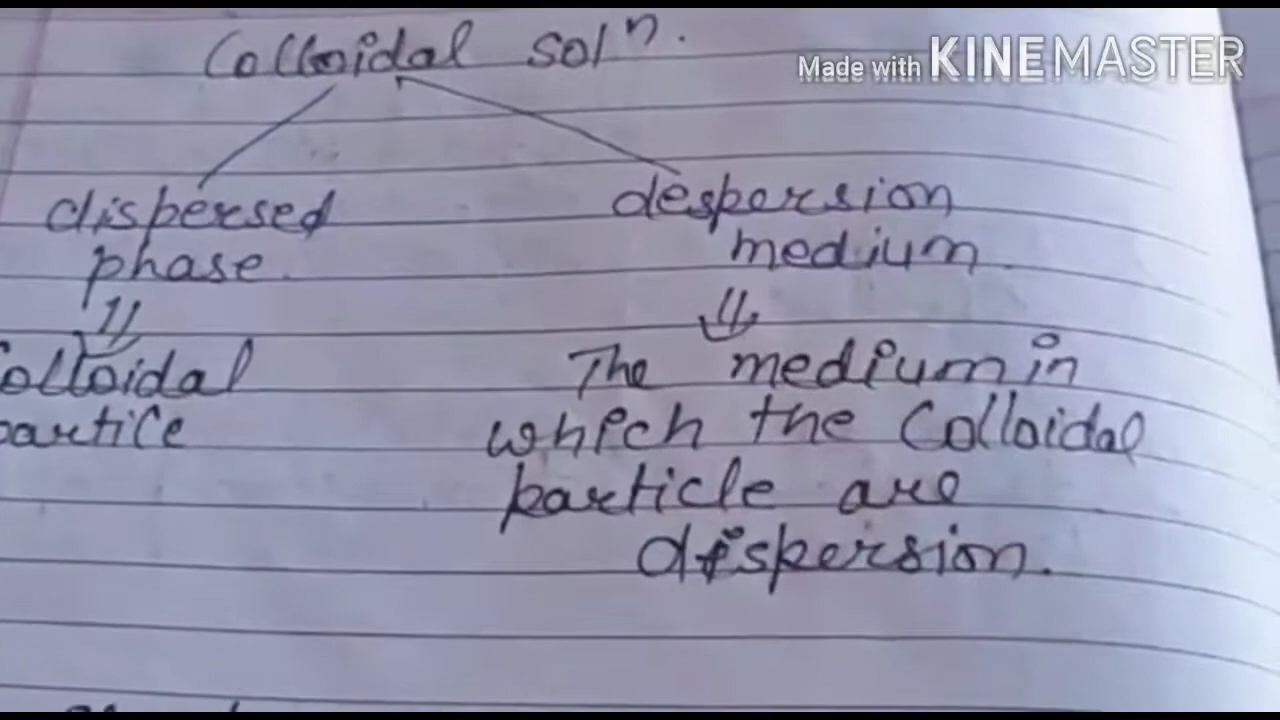 Colloidal solⁿ.
Made with KINEMASTER
dispersed
phase.
despersion
medium.
olloidal
partice
The medium in
which the Colloidal
particle are
dispersion.